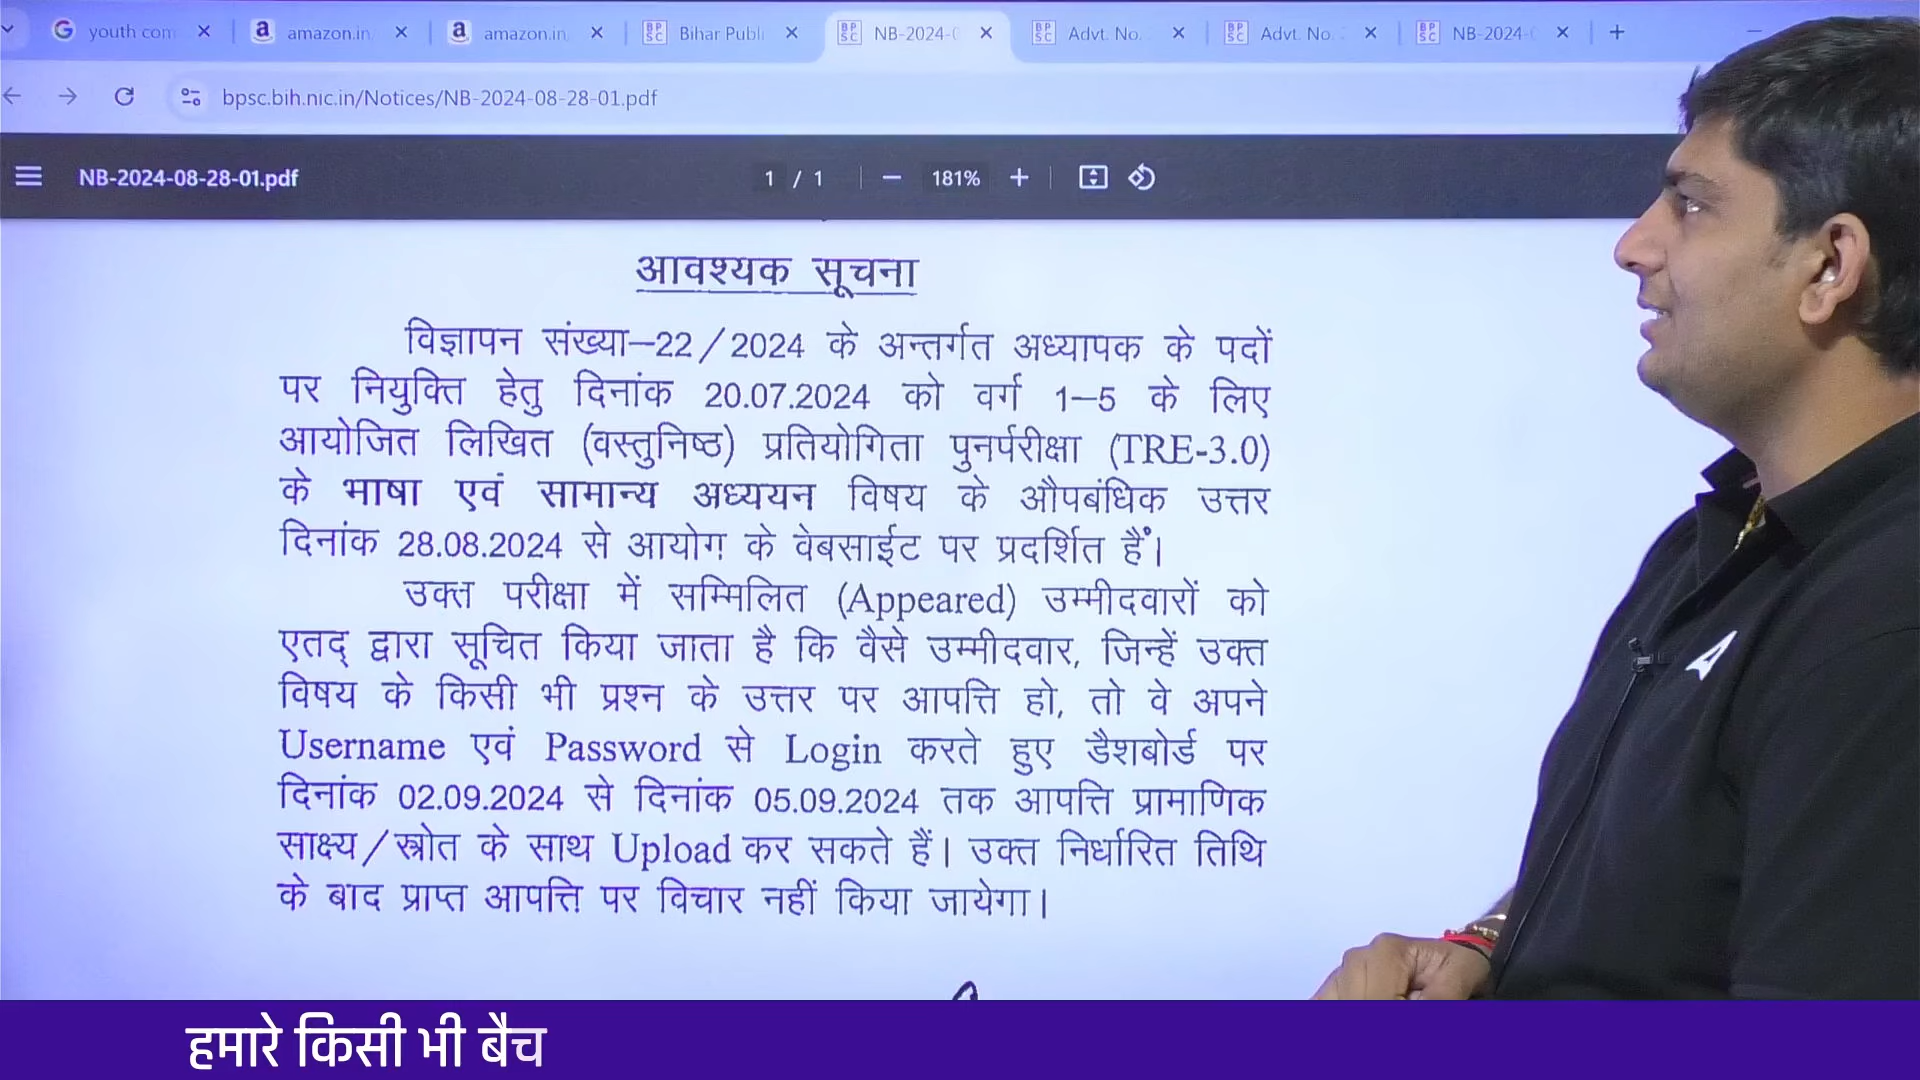 youth com
amazon.in
amazon.in
Bihar Publi
NB-2024-0
Advt. No.
Advt. No.
NB-2024-0
bpsc.bih.nic.in/Notices/NB-2024-08-28-01.pdf
NB-2024-08-28-01.pdf
1 / 1
181%
आवश्यक सूचना
विज्ञापन संख्या–22/2024 के अन्तर्गत अध्यापक के पदों
पर नियुक्ति हेतु दिनांक 20.07.2024 को वर्ग 1–5 के लिए
आयोजित लिखित (वस्तुनिष्ठ) प्रतियोगिता पुनर्परीक्षा (TRE-3.0)
के भाषा एवं सामान्य अध्ययन विषय के औपबंधिक उत्तर
दिनांक 28.08.2024 से आयोग के वेबसाईट पर प्रदर्शित हैं।
उक्त परीक्षा में सम्मिलित (Appeared) उम्मीदवारों को
एतद् द्वारा सूचित किया जाता है कि वैसे उम्मीदवार, जिन्हें उक्त
विषय के किसी भी प्रश्न के उत्तर पर आपत्ति हो, तो वे अपने
Username एवं Password से Login करते हुए डैशबोर्ड पर
दिनांक 02.09.2024 से दिनांक 05.09.2024 तक आपत्ति प्रामाणिक
साक्ष्य/स्त्रोत के साथ Upload कर सकते हैं। उक्त निर्धारित तिथि
के बाद प्राप्त आपत्ति पर विचार नहीं किया जायेगा।
हमारे किसी भी बैच